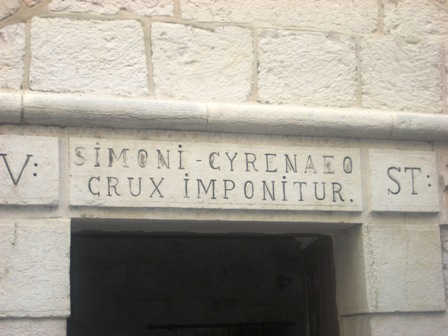 V: SIMONI-CYRENAEO ST:
CRUX IMPONITUR.